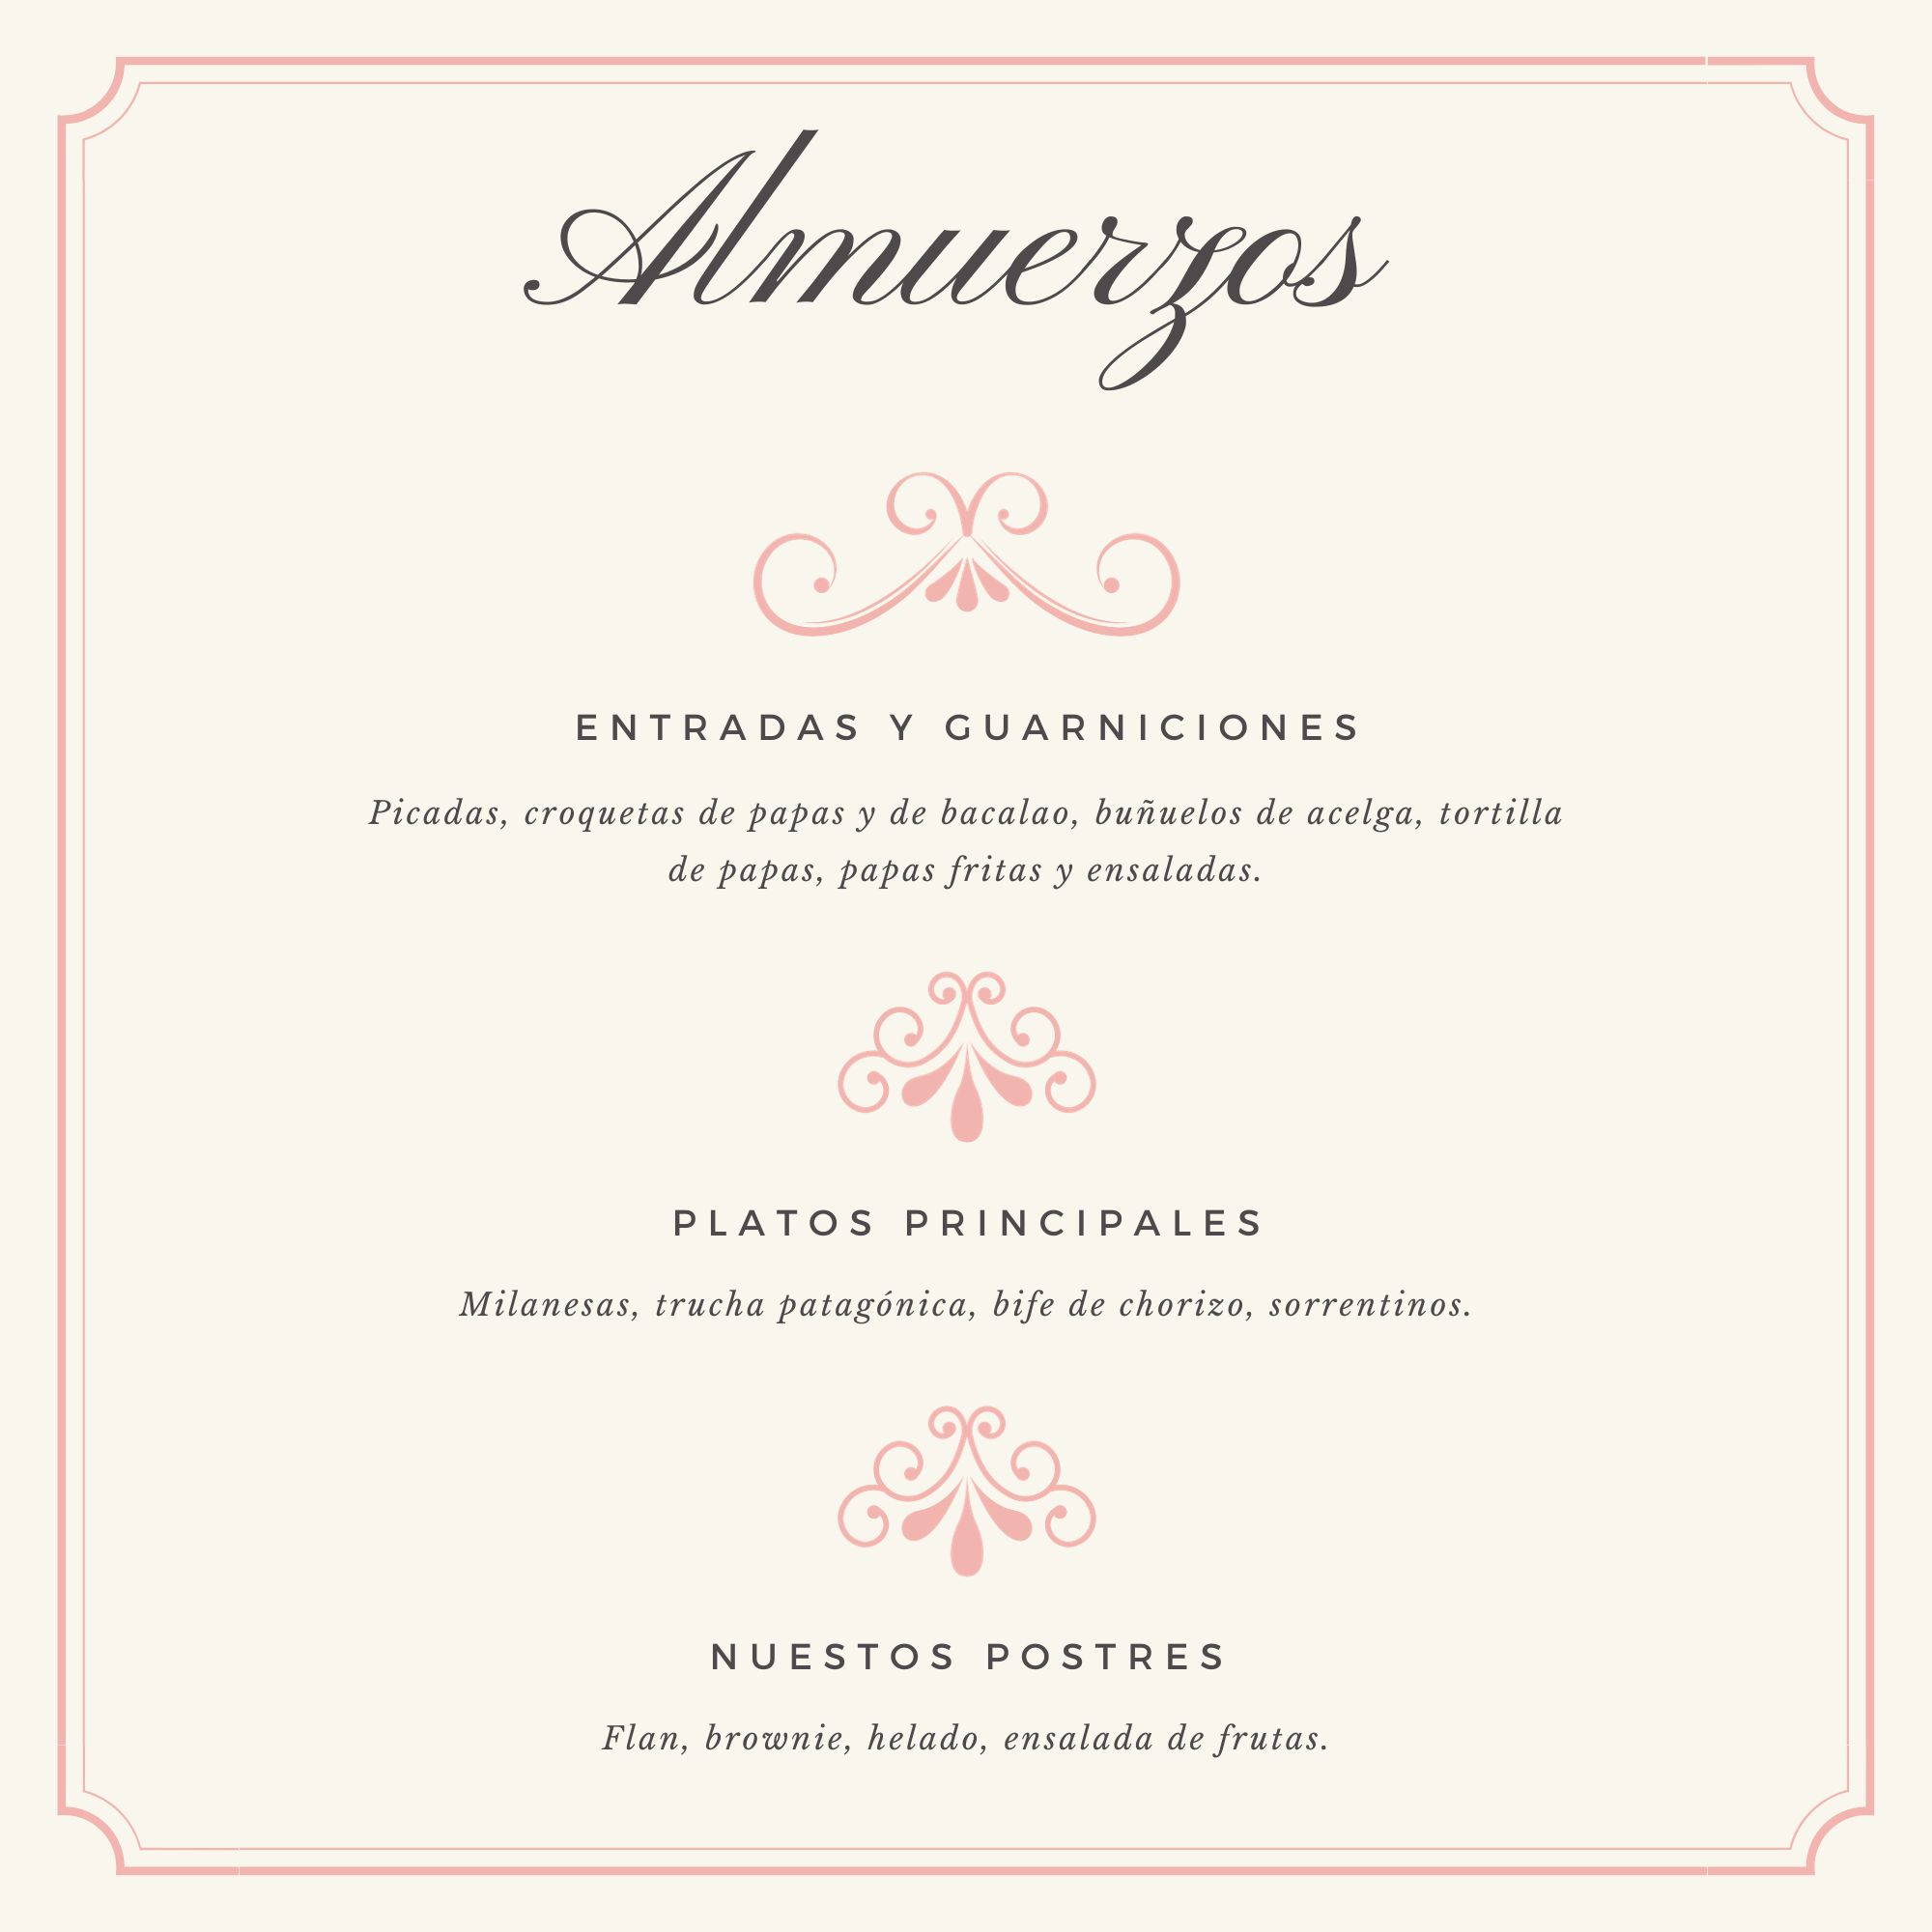 Almuerzos
ENTRADAS Y GUARNICIONES
Picadas, croquetas de papas y de bacalao, buñuelos de acelga, tortilla
de papas, papas fritas y ensaladas.
PLATOS PRINCIPALES
Milanesas, trucha patagónica, bife de chorizo, sorrentinos.
NUESTOS POSTRES
Flan, brownie, helado, ensalada de frutas.